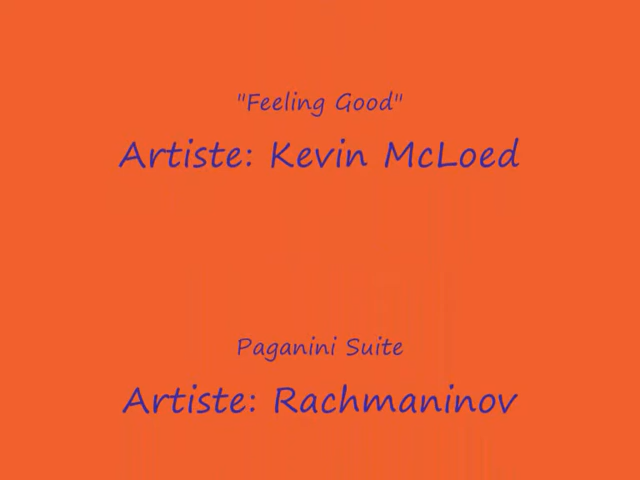 "Feeling Good"
Artiste: Kevin McLoed
Paganini Suite
Artiste: Rachmaninov